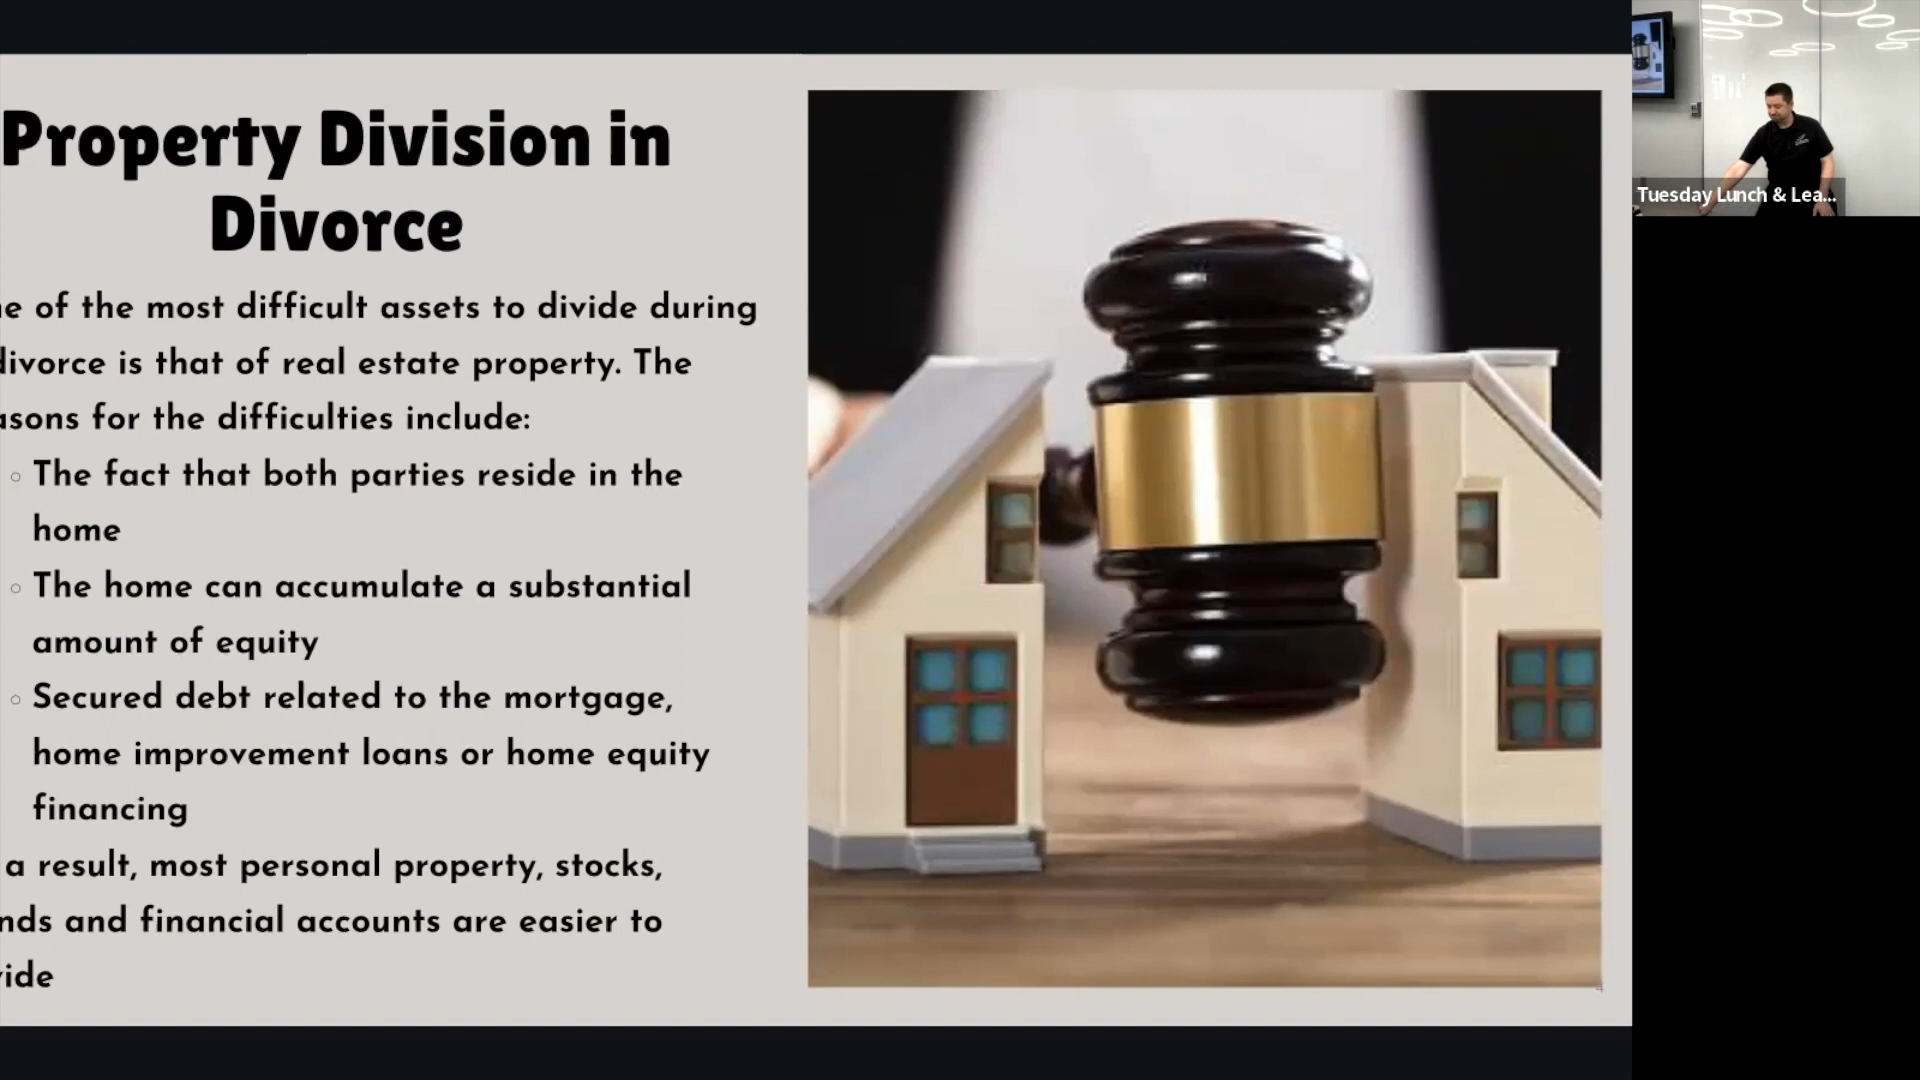 Property Division in
Divorce
of the most difficult assets to divide during
divorce is that of real estate property. The
for the difficulties include:
The fact that both parties reside in the
home
The home can accumulate a substantial
amount of equity
Secured debt related to the mortgage,
home improvement loans or home equity
financing
a result, most personal property, stocks,
and financial accounts are easier to
Tuesday Lunch & Lea...